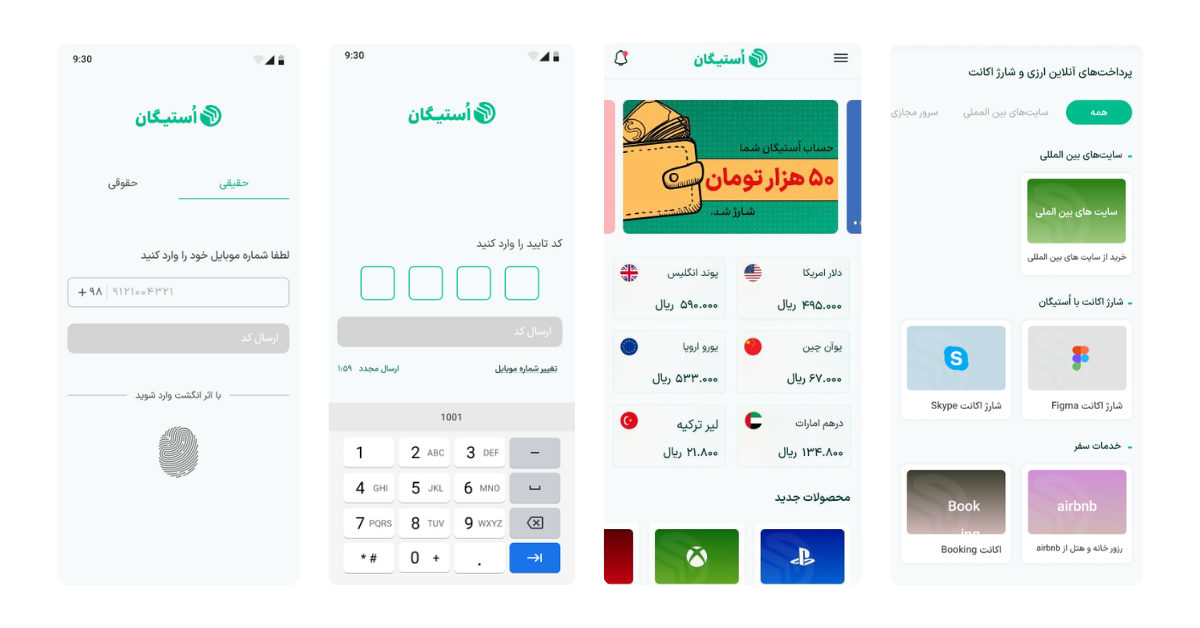 9:30
اُستیگان
حقیقی
حقوقی
لطفا شماره موبایل خود را وارد کنید
+ ۹۸ ۹۱۲۱۰۰۴۳۲۱
ارسال کد
با اثر انگشت وارد شوید
9:30
اُستیگان
کد تایید را وارد کنید
ارسال کد
تغییر شماره موبایل
ارسال مجدد ۱:۵۹
1001
1
2 ABC
3 DEF
–
4 GHI
5 JKL
6 MNO
7 PQRS
8 TUV
9 WXYZ
* #
0 +
.
اُستیگان
حساب اُستیگان شما
۵۰ هزار تومان
شارژ شد.
دلار امریکا
۴۹۵.۰۰۰ ریال
پوند انگلیس
۵۹۰.۰۰۰ ریال
یوآن چین
۶۷.۰۰۰ ریال
یورو اروپا
۵۳۳.۰۰۰ ریال
درهم امارات
۱۳۴.۸۰۰ ریال
لیر ترکیه
۲۱.۸۰۰ ریال
محصولات جدید
پرداخت‌های آنلاین ارزی و شارژ اکانت
همه
سایت‌های بین المملی
سرور مجازی
سایت‌های بین المللی
سایت های بین الملی
خرید از سایت های بین المللی
شارژ اکانت با اُستیگان
شارژ اکانت Figma
شارژ اکانت Skype
خدمات سفر
airbnb
رزور خانه و هتل از airbnb
Book
ing
اکانت Booking